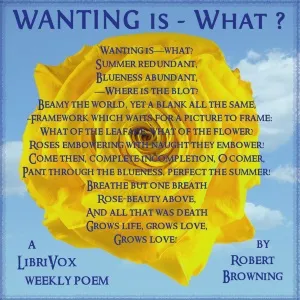 WANTING IS - WHAT ?
WANTING IS—WHAT?
SUMMER REDUNDANT,
BLUENESS ABUNDANT,
—WHERE IS THE BLOT?
BEAMY THE WORLD, YET A BLANK ALL THE SAME,
-FRAMEWORK WHICH WAITS FOR A PICTURE TO FRAME:
WHAT OF THE LEAFAGE, WHAT OF THE FLOWER?
ROSES EMBOWERING WITH NAUGHT THEY EMBOWER!
COME THEN, COMPLETE INCOMPLETION, O COMER,
PANT THROUGH THE BLUENESS, PERFECT THE SUMMER!
BREATHE BUT ONE BREATH
ROSE-BEAUTY ABOVE,
AND ALL THAT WAS DEATH
GROWS LIFE, GROWS LOVE,
GROWS LOVE!
A
LIBRIVOX
WEEKLY POEM
BY
ROBERT
BROWNING